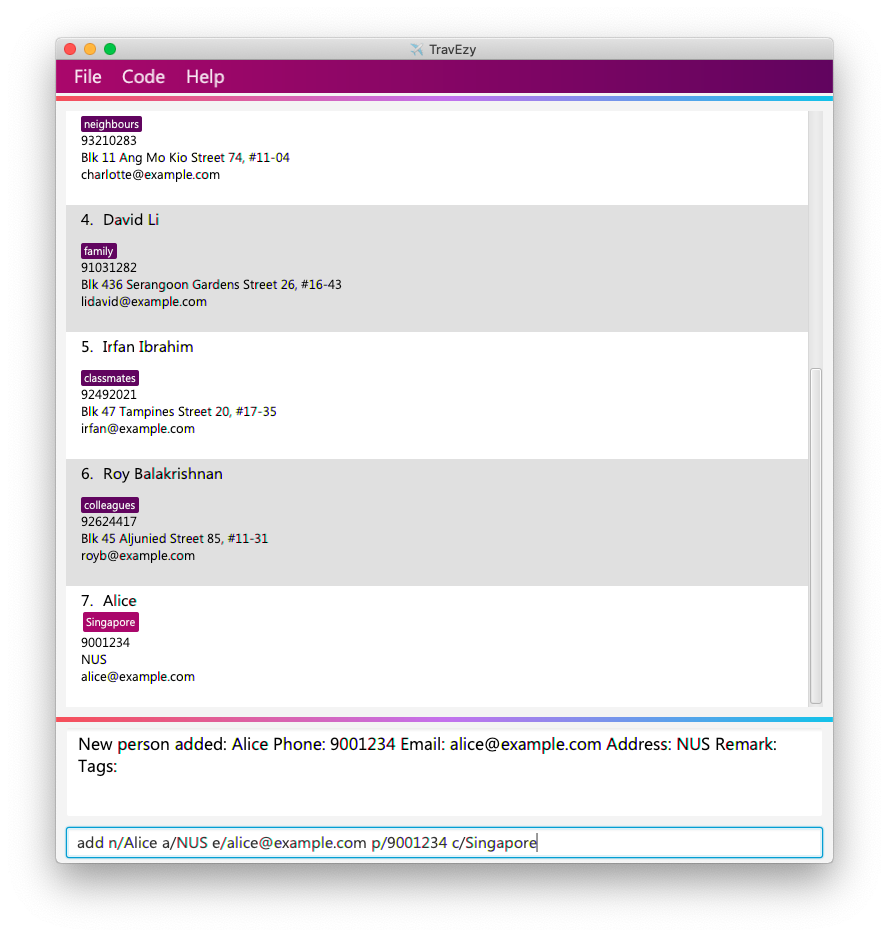 TravEzy
File Code Help
neighbours
93210283
Blk 11 Ang Mo Kio Street 74, #11-04
charlotte@example.com
4. David Li
family
91031282
Blk 436 Serangoon Gardens Street 26, #16-43
lidavid@example.com
5. Irfan Ibrahim
classmates
92492021
Blk 47 Tampines Street 20, #17-35
irfan@example.com
6. Roy Balakrishnan
colleagues
92624417
Blk 45 Aljunied Street 85, #11-31
royb@example.com
7. Alice
Singapore
9001234
NUS
alice@example.com
New person added: Alice Phone: 9001234 Email: alice@example.com Address: NUS Remark:
Tags:
add n/Alice a/NUS e/alice@example.com p/9001234 c/Singapore